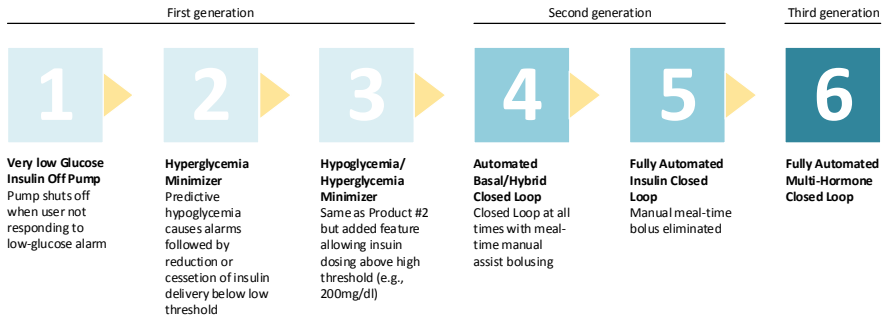 First generation
Second generation
Third generation
1
2
3
4
5
6
Very low Glucose
Insulin Off Pump
Pump shuts off
when user not
responding to
low-glucose alarm
Hyperglycemia
Minimizer
Predictive
hypoglycemia
causes alarms
followed by
reduction or
cessetion of insulin
delivery below low
threshold
Hypoglycemia/
Hyperglycemia
Minimizer
Same as Product #2
but added feature
allowing insuin
dosing above high
threshold (e.g.,
200mg/dl)
Automated
Basal/Hybrid
Closed Loop
Closed Loop at all
times with meal-
time manual
assist bolusing
Fully Automated
Insulin Closed
Loop
Manual meal-time
bolus eliminated
Fully Automated
Multi-Hormone
Closed Loop